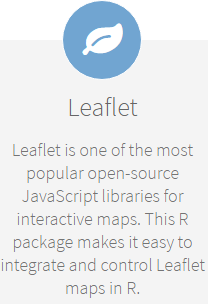 Leaflet
Leaflet is one of the most
popular open-source
JavaScript libraries for
interactive maps. This R
package makes it easy to
integrate and control Leaflet
maps in R.